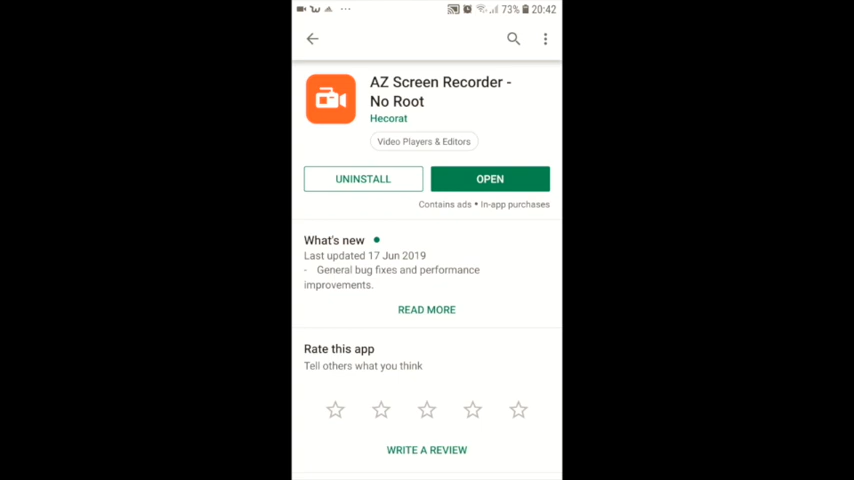 73% 20:42
AZ Screen Recorder -
No Root
Hecorat
Video Players & Editors
UNINSTALL
OPEN
Contains ads • In-app purchases
What's new
Last updated 17 Jun 2019
- General bug fixes and performance
improvements.
READ MORE
Rate this app
Tell others what you think
WRITE A REVIEW